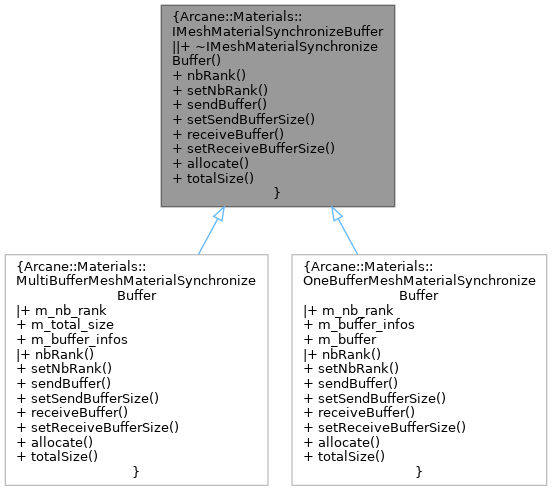 {Arcane::Materials::
IMeshMaterialSynchronizeBuffer
||+ ~IMeshMaterialSynchronize
Buffer()
+ nbRank()
+ setNbRank()
+ sendBuffer()
+ setSendBufferSize()
+ receiveBuffer()
+ setReceiveBufferSize()
+ allocate()
+ totalSize()
}
{Arcane::Materials::
MultiBufferMeshMaterialSynchronize
Buffer
|+ m_nb_rank
+ m_total_size
+ m_buffer_infos
|+ nbRank()
+ setNbRank()
+ sendBuffer()
+ setSendBufferSize()
+ receiveBuffer()
+ setReceiveBufferSize()
+ allocate()
+ totalSize()
}
{Arcane::Materials::
OneBufferMeshMaterialSynchronize
Buffer
|+ m_nb_rank
+ m_buffer_infos
+ m_buffer
|+ nbRank()
+ setNbRank()
+ sendBuffer()
+ setSendBufferSize()
+ receiveBuffer()
+ setReceiveBufferSize()
+ allocate()
+ totalSize()
}